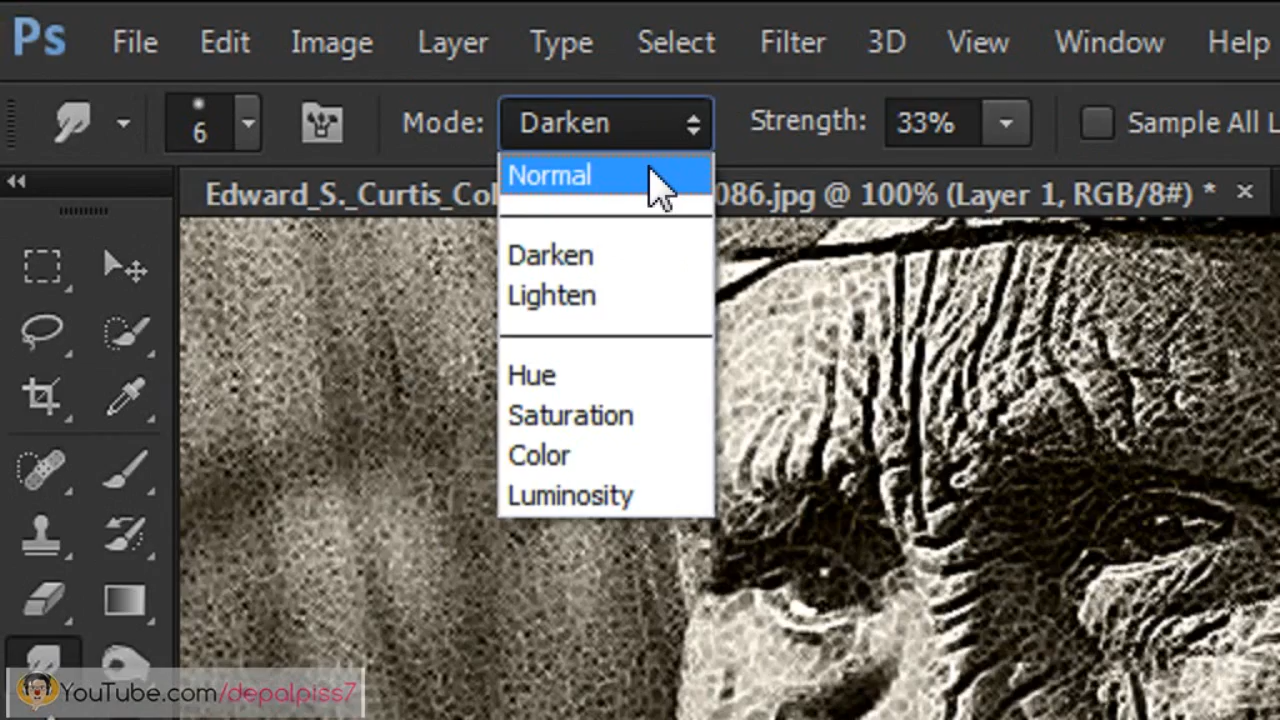 Ps File Edit Image Layer Type Select Filter 3D View Window Help
6 Mode: Darken Strength: 33% Sample All L
Edward_S._Curtis_Col 086.jpg @ 100% (Layer 1, RGB/8#) * ×
Normal
Darken
Lighten
Hue
Saturation
Color
Luminosity
YouTube.com/depalpiss7